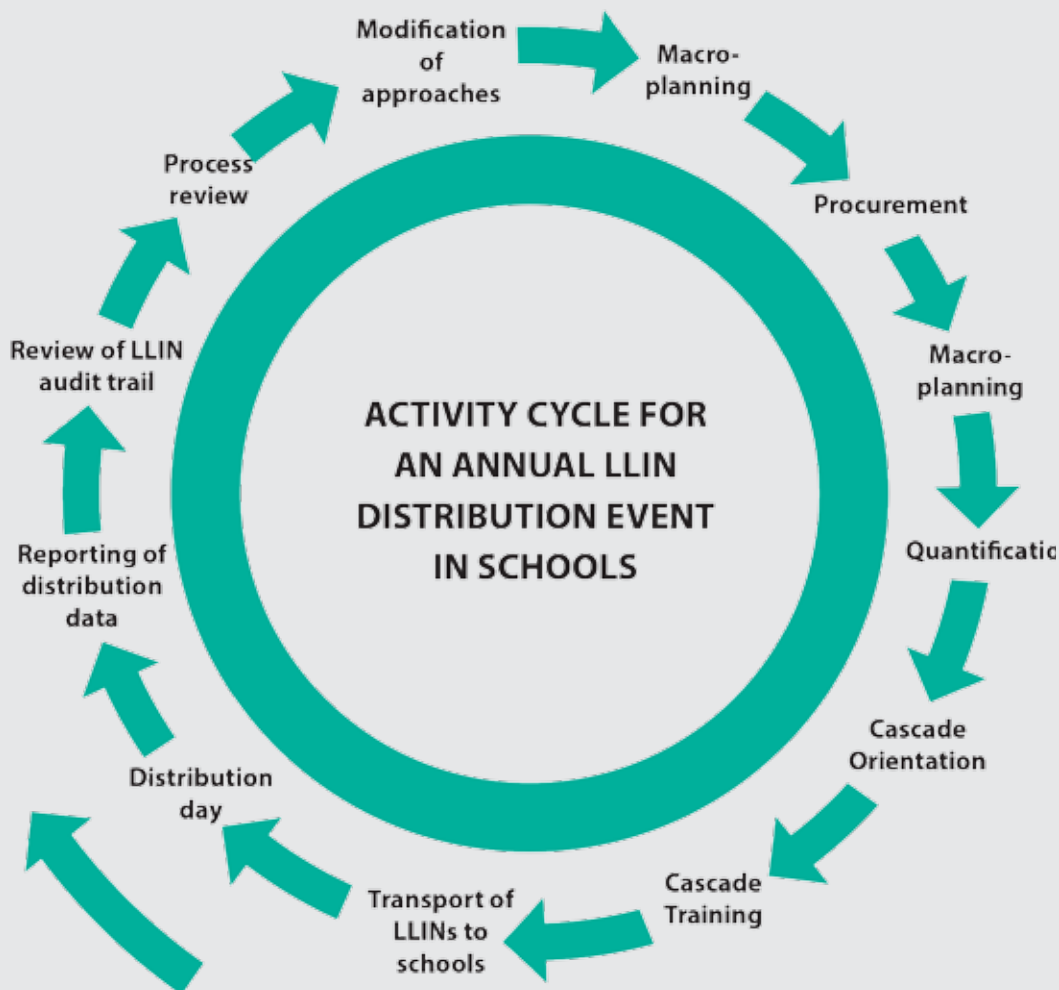 Modification
of
approaches
Macro-
planning
Procurement
Macro-
planning
Quantificatic
Cascade
Orientation
Cascade
Training
Transport of
LLINs to
schools
Distribution
day
Reporting of
distribution
data
Review of LLIN
audit trail
Process
review
ACTIVITY CYCLE FOR
AN ANNUAL LLIN
DISTRIBUTION EVENT
IN SCHOOLS